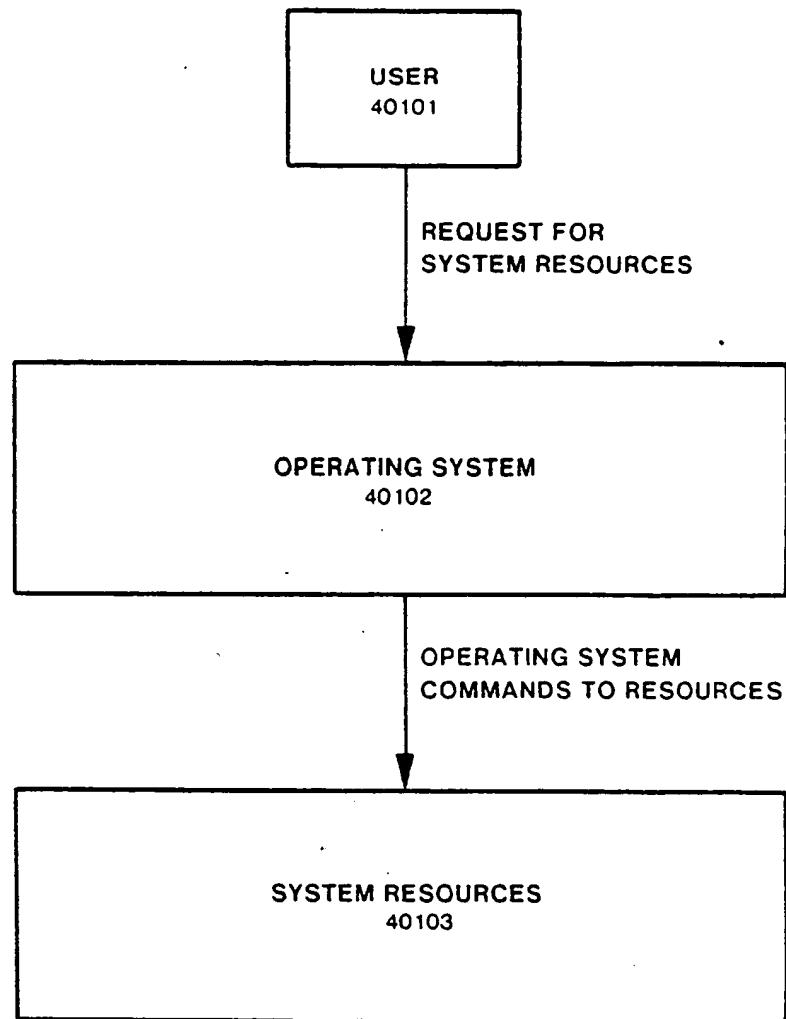 USER
40101
REQUEST FOR
SYSTEM RESOURCES
OPERATING SYSTEM
40102
OPERATING SYSTEM
COMMANDS TO RESOURCES
SYSTEM RESOURCES
40103